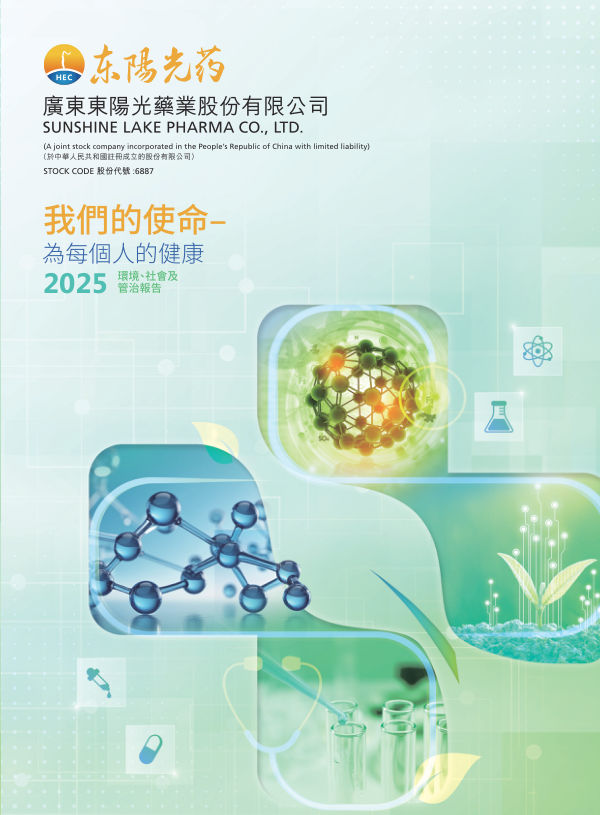 HEC 东陽光药
廣東東陽光藥業股份有限公司
SUNSHINE LAKE PHARMA CO., LTD.
(A joint stock company incorporated in the People's Republic of China with limited liability)
(於中華人民共和國註冊成立的股份有限公司)
STOCK CODE 股份代號 :6887
我們的使命–
為每個人的健康
2025 環境、社會及
管治報告